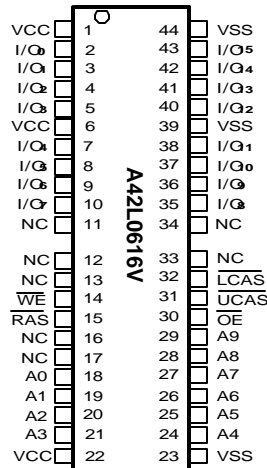 VCC 1 44 VSS
I/O0 2 43 I/O15
I/O1 3 42 I/O14
I/O2 4 41 I/O13
I/O3 5 40 I/O12
VCC 6 39 VSS
I/O4 7 38 I/O11
I/O5 8 37 I/O10
I/O6 9 36 I/O9
I/O7 10 35 I/O8
NC 11 34 NC
A42L0616V
NC 12 33 NC
NC 13 32 LCAS
WE 14 31 UCAS
RAS 15 30 OE
NC 16 29 A9
NC 17 28 A8
A0 18 27 A7
A1 19 26 A6
A2 20 25 A5
A3 21 24 A4
VCC 22 23 VSS